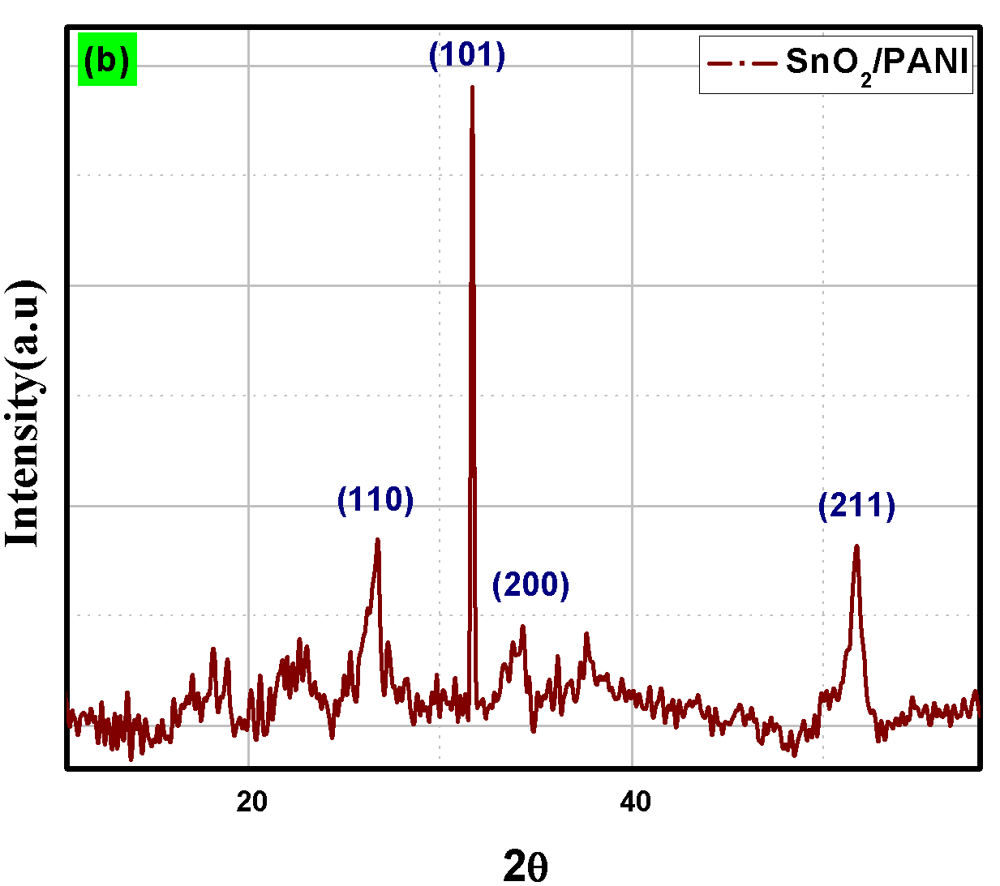 (b)
(101)
SnO₂/PANI
Intensity(a.u)
(110)
(200)
(211)
20
40
2θ